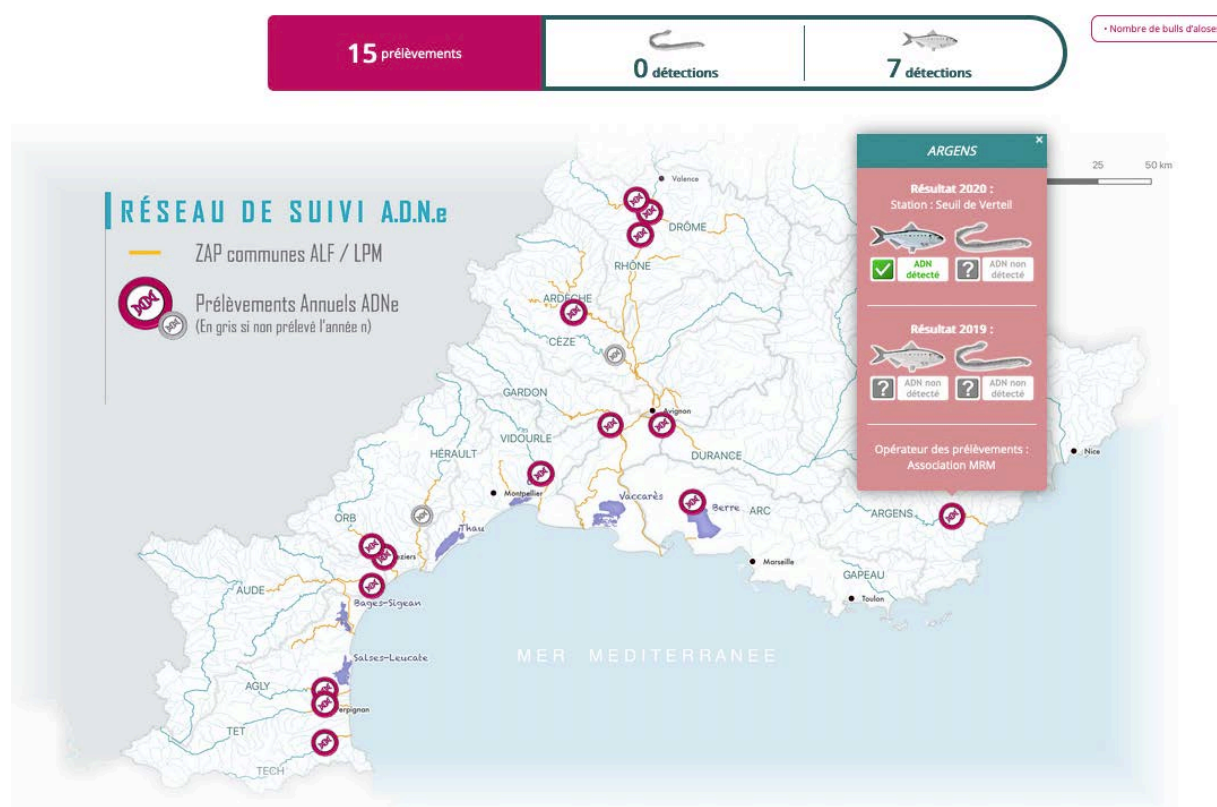 15 prélèvements
0 détections
7 détections
• Nombre de bulls d'alose
RÉSEAU DE SUIVI A.D.N.e
ZAP communes ALF / LPM
Prélèvements Annuels ADNe
(En gris si non prélevé l'année n)
ARGENS
×
Résultat 2020 :
Station : Seuil de Verteil
ADN
détecté
?
ADN non
détecté
Résultat 2019 :
?
ADN non
détecté
?
ADN non
détecté
Opérateur des prélèvements :
Association MRM
25
50 km
Valence
DRÔME
RHÔNE
ARDÈCHE
CÈZE
GARDON
Avignon
VIDOURLE
HÉRAULT
DURANCE
Nice
Montpellier
Vaccarès
Berre
ARC
ARGENS
ORB
Thau
Marseille
GAPEAU
AUDE
Toulon
Bages-Sigean
MER MEDITERRANEE
Salses-Leucate
AGLY
TET
TECH